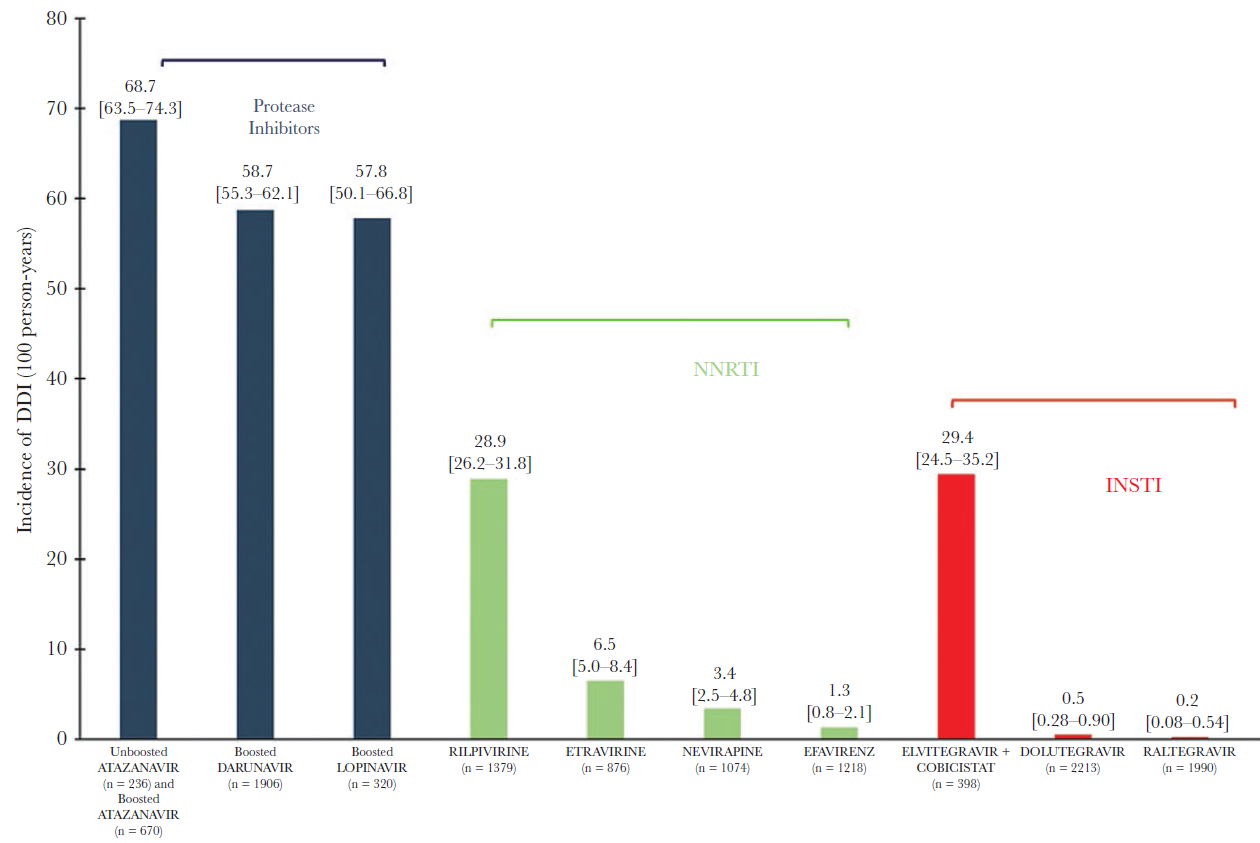 80
70
60
50
40
30
20
10
0
Incidence of DDI (100 person-years)
68.7
[63.5–74.3]
Protease
Inhibitors
58.7
[55.3–62.1]
57.8
[50.1–66.8]
NNRTI
28.9
[26.2–31.8]
6.5
[5.0–8.4]
3.4
[2.5–4.8]
1.3
[0.8–2.1]
29.4
[24.5–35.2]
INSTI
0.5
[0.28–0.90]
0.2
[0.08–0.54]
Unboosted
ATAZANAVIR
(n = 236) and
Boosted
ATAZANAVIR
(n = 670)
Boosted
DARUNAVIR
(n = 1906)
Boosted
LOPINAVIR
(n = 320)
RILPIVIRINE
(n = 1379)
ETRAVIRINE
(n = 876)
NEVIRAPINE
(n = 1074)
EFAVIRENZ
(n = 1218)
ELVITEGRAVIR +
COBICISTAT
(n = 398)
DOLUTEGRAVIR
(n = 2213)
RALTEGRAVIR
(n = 1990)